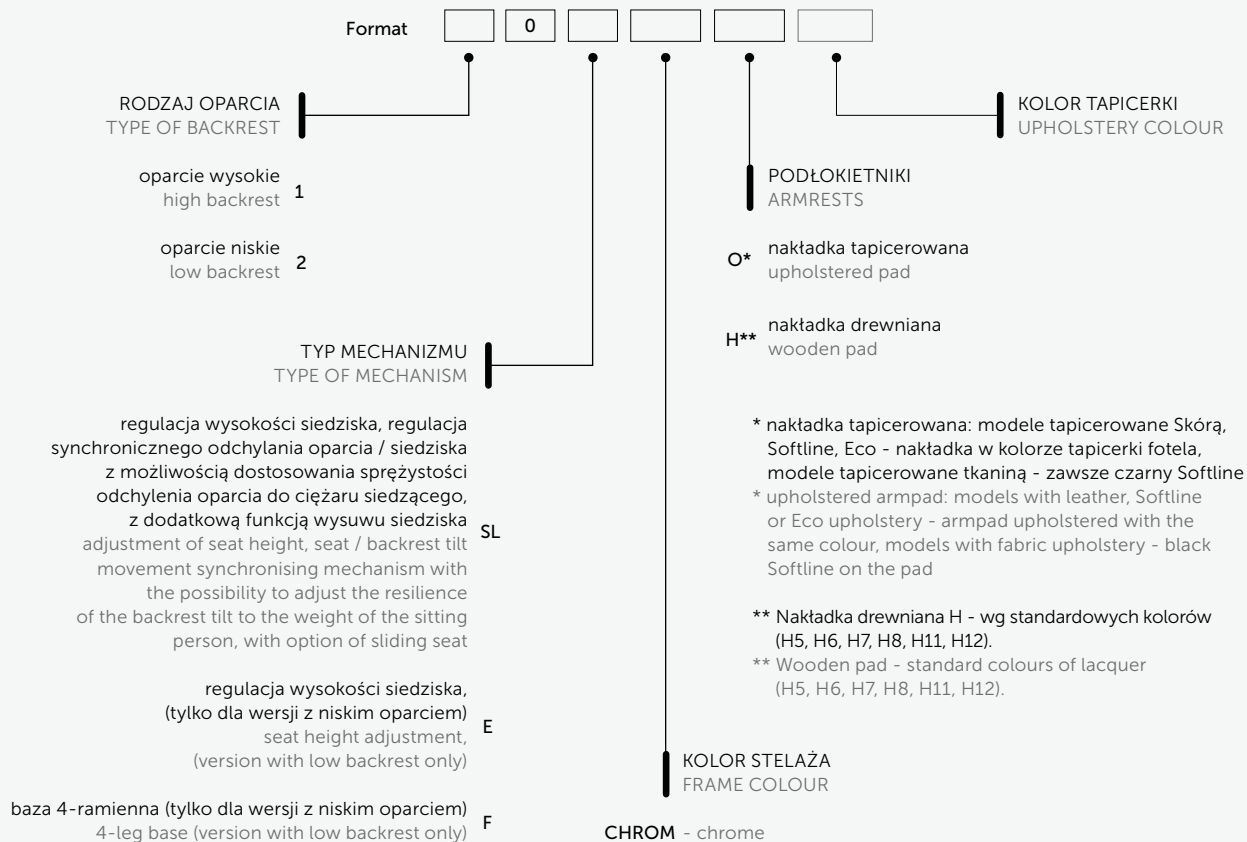 Format 0
RODZAJ OPARCIA
TYPE OF BACKREST
oparcie wysokie
high backrest
1
oparcie niskie
low backrest
2
TYP MECHANIZMU
TYPE OF MECHANISM
regulacja wysokości siedziska, regulacja
synchronicznego odchylania oparcia / siedziska
z możliwością dostosowania sprężystości
odchylenia oparcia do ciężaru siedzącego,
z dodatkową funkcją wysuwu siedziska
adjustment of seat height, seat / backrest tilt
movement synchronising mechanism with
the possibility to adjust the resilience
of the backrest tilt to the weight of the sitting
person, with option of sliding seat
SL
regulacja wysokości siedziska,
(tylko dla wersji z niskim oparciem)
seat height adjustment,
(version with low backrest only)
E
baza 4-ramienna (tylko dla wersji z niskim oparciem)
4-leg base (version with low backrest only)
F
KOLOR STELAŻA
FRAME COLOUR
CHROM - chrome
PODŁOKIETNIKI
ARMRESTS
O*
nakładka tapicerowana
upholstered pad
H**
nakładka drewniana
wooden pad
* nakładka tapicerowana: modele tapicerowane Skórą,
Softline, Eco - nakładka w kolorze tapicerki fotela,
modele tapicerowane tkaniną - zawsze czarny Softline
* upholstered armpad: models with leather, Softline
or Eco upholstery - armpad upholstered with the
same colour, models with fabric upholstery - black
Softline on the pad
** Nakładka drewniana H - wg standardowych kolorów
(H5, H6, H7, H8, H11, H12).
** Wooden pad - standard colours of lacquer
(H5, H6, H7, H8, H11, H12).
KOLOR TAPICERKI
UPHOLSTERY COLOUR